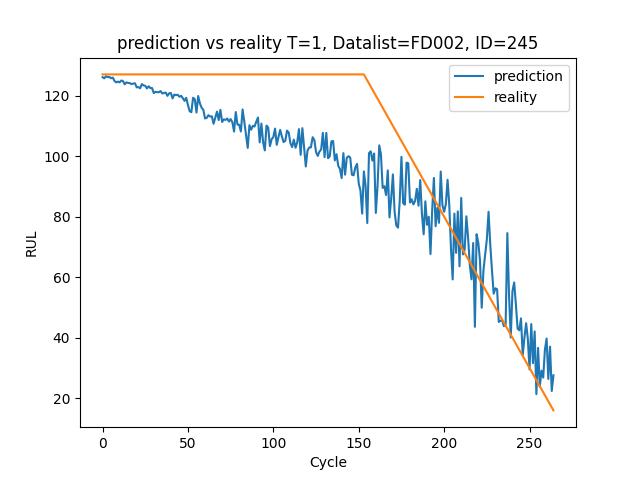 prediction vs reality T=1, Datalist=FD002, ID=245
prediction
reality
RUL
120
100
80
60
40
20
0 50 100 150 200 250
Cycle